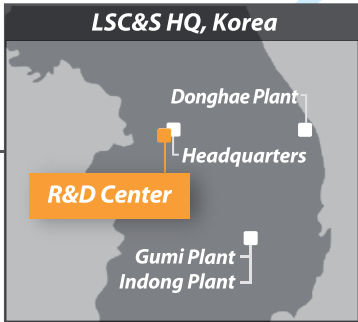 LSC&S HQ, Korea
Donghae Plant
Headquarters
R&D Center
Gumi Plant
Indong Plant